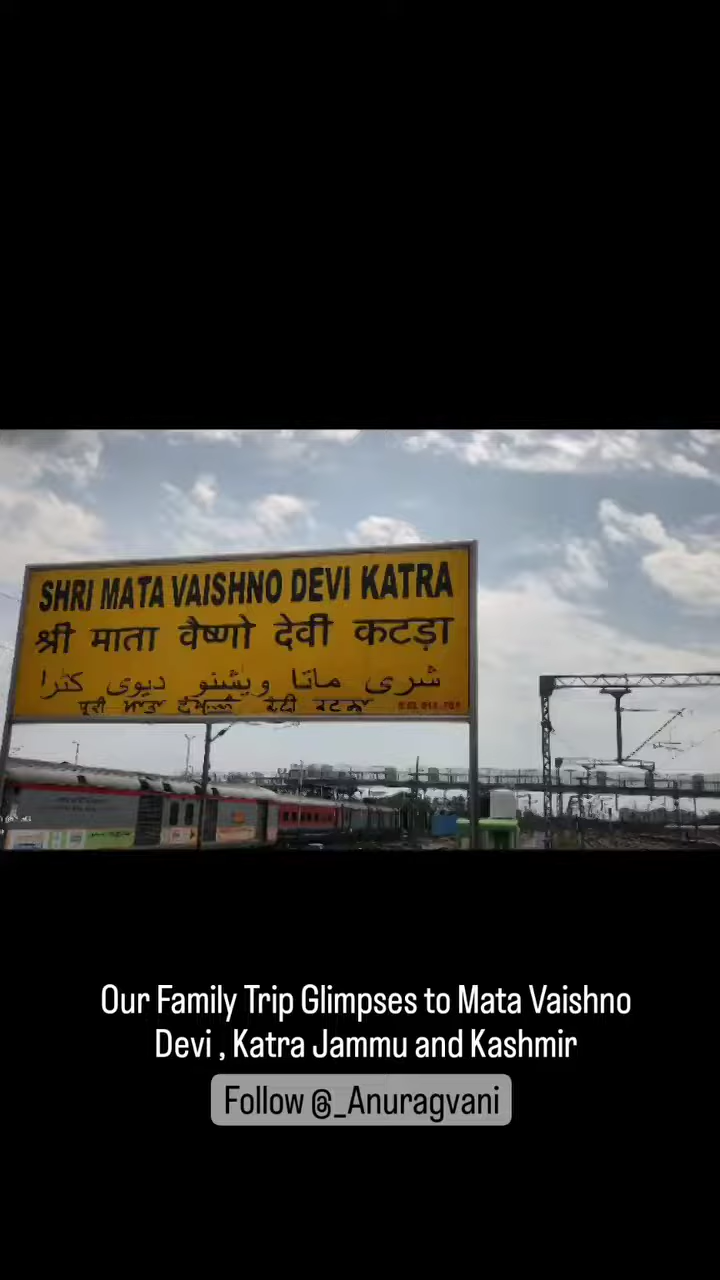 SHRI MATA VAISHNO DEVI KATRA
श्री माता वैष्णो देवी कटड़ा
شری ماتا ویشنو دیوی کٹرا
Our Family Trip Glimpses to Mata Vaishno
Devi , Katra Jammu and Kashmir
Follow @_Anuragvani